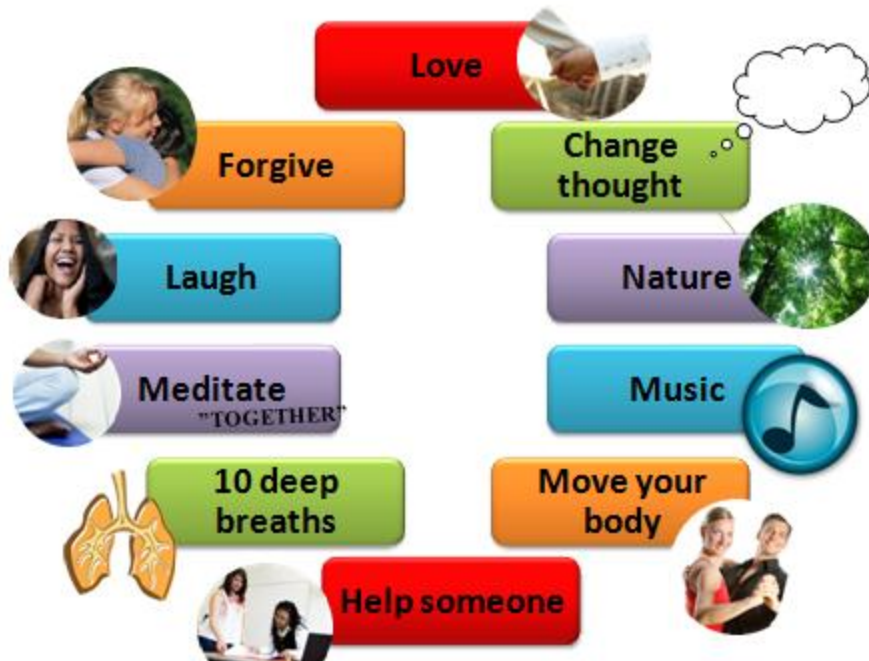 Love
Forgive
Change
thought
Laugh
Nature
Meditate
"TOGETHER"
Music
10 deep
breaths
Move your
body
Help someone